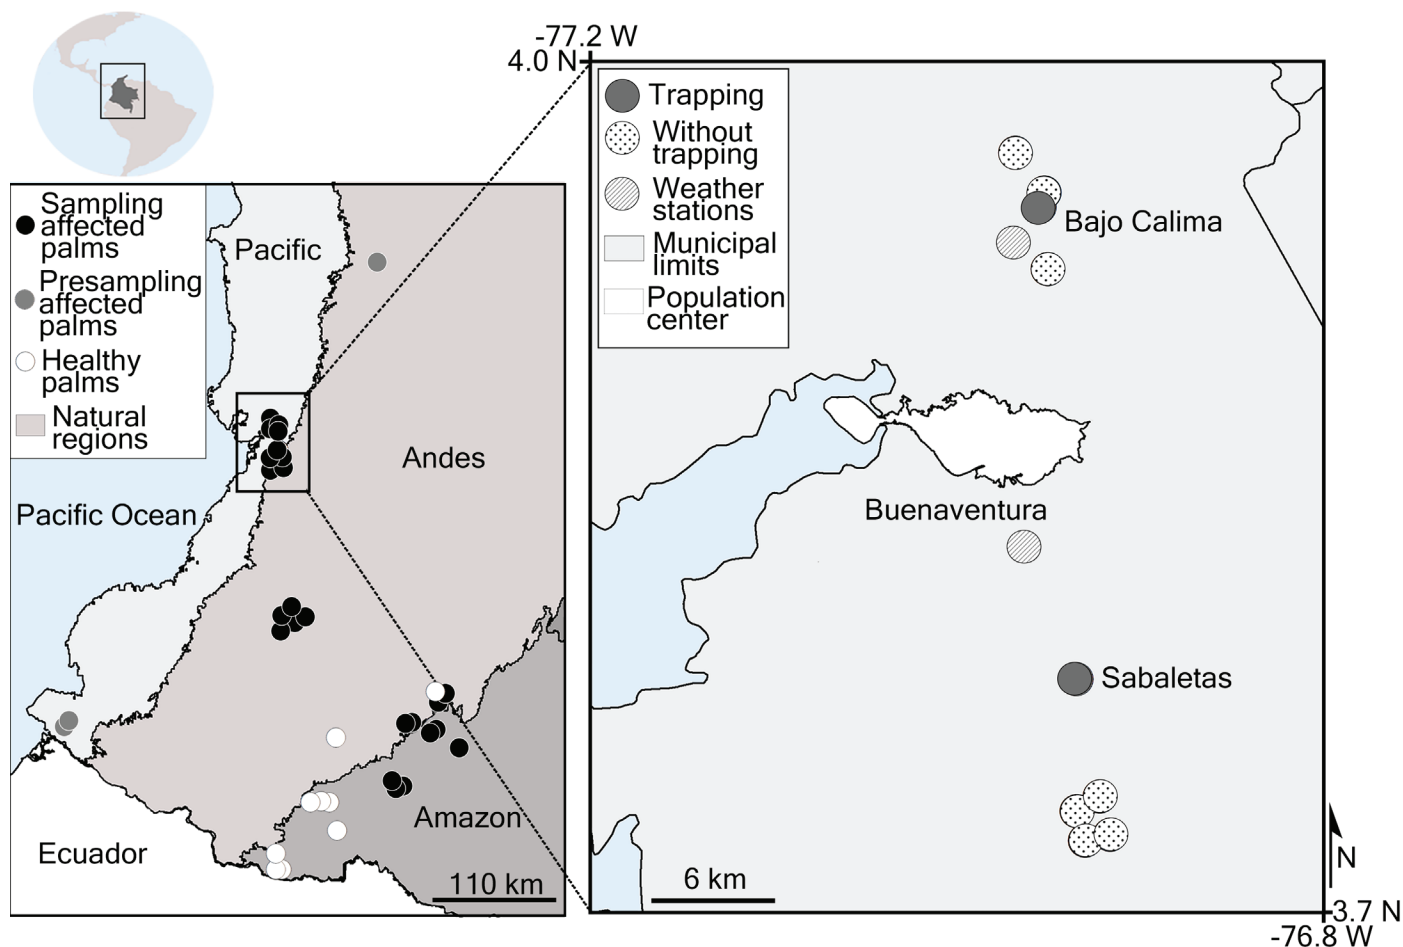 -77.2 W
4.0 N
Trapping
Without
trapping
Weather
stations
Municipal
limits
Population
center
Bajo Calima
Buenaventura
Sabaletas
6 km
N
3.7 N
-76.8 W
Sampling
affected
palms
Presampling
affected
palms
Healthy
palms
Natural
regions
Pacific
Andes
Pacific Ocean
Amazon
Ecuador
110 km